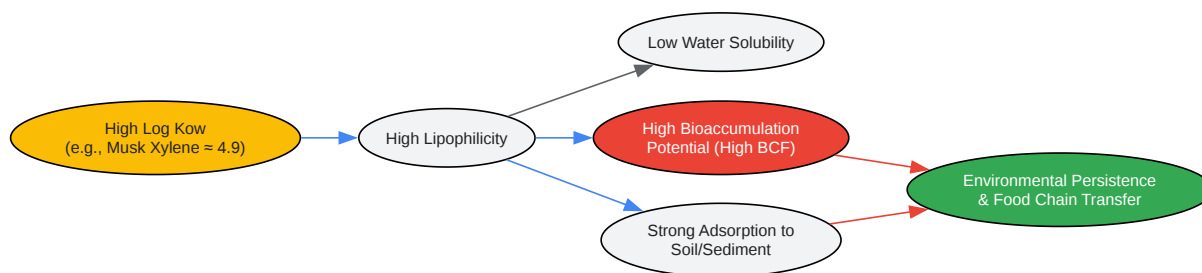 High Log Kow
(e.g., Musk Xylene ≈ 4.9)
High Lipophilicity
Low Water Solubility
High Bioaccumulation
Potential (High BCF)
Strong Adsorption to
Soil/Sediment
Environmental Persistence
& Food Chain Transfer